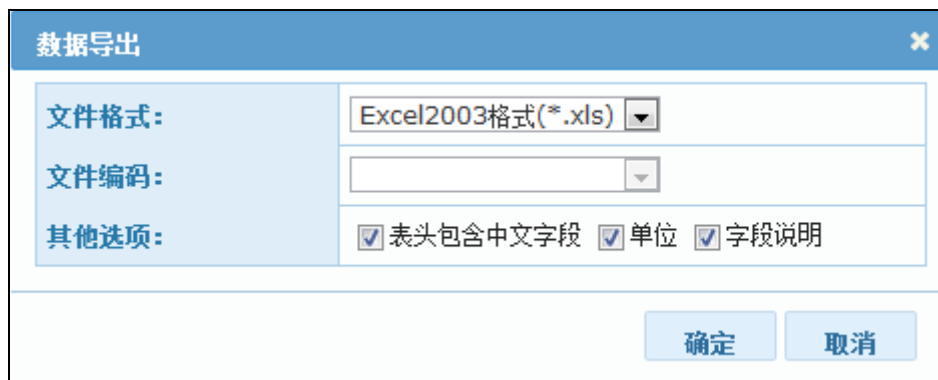 数据导出
文件格式: Excel2003格式(*.xls)
文件编码:
其他选项: 表头包含中文字段 单位 字段说明
确定 取消